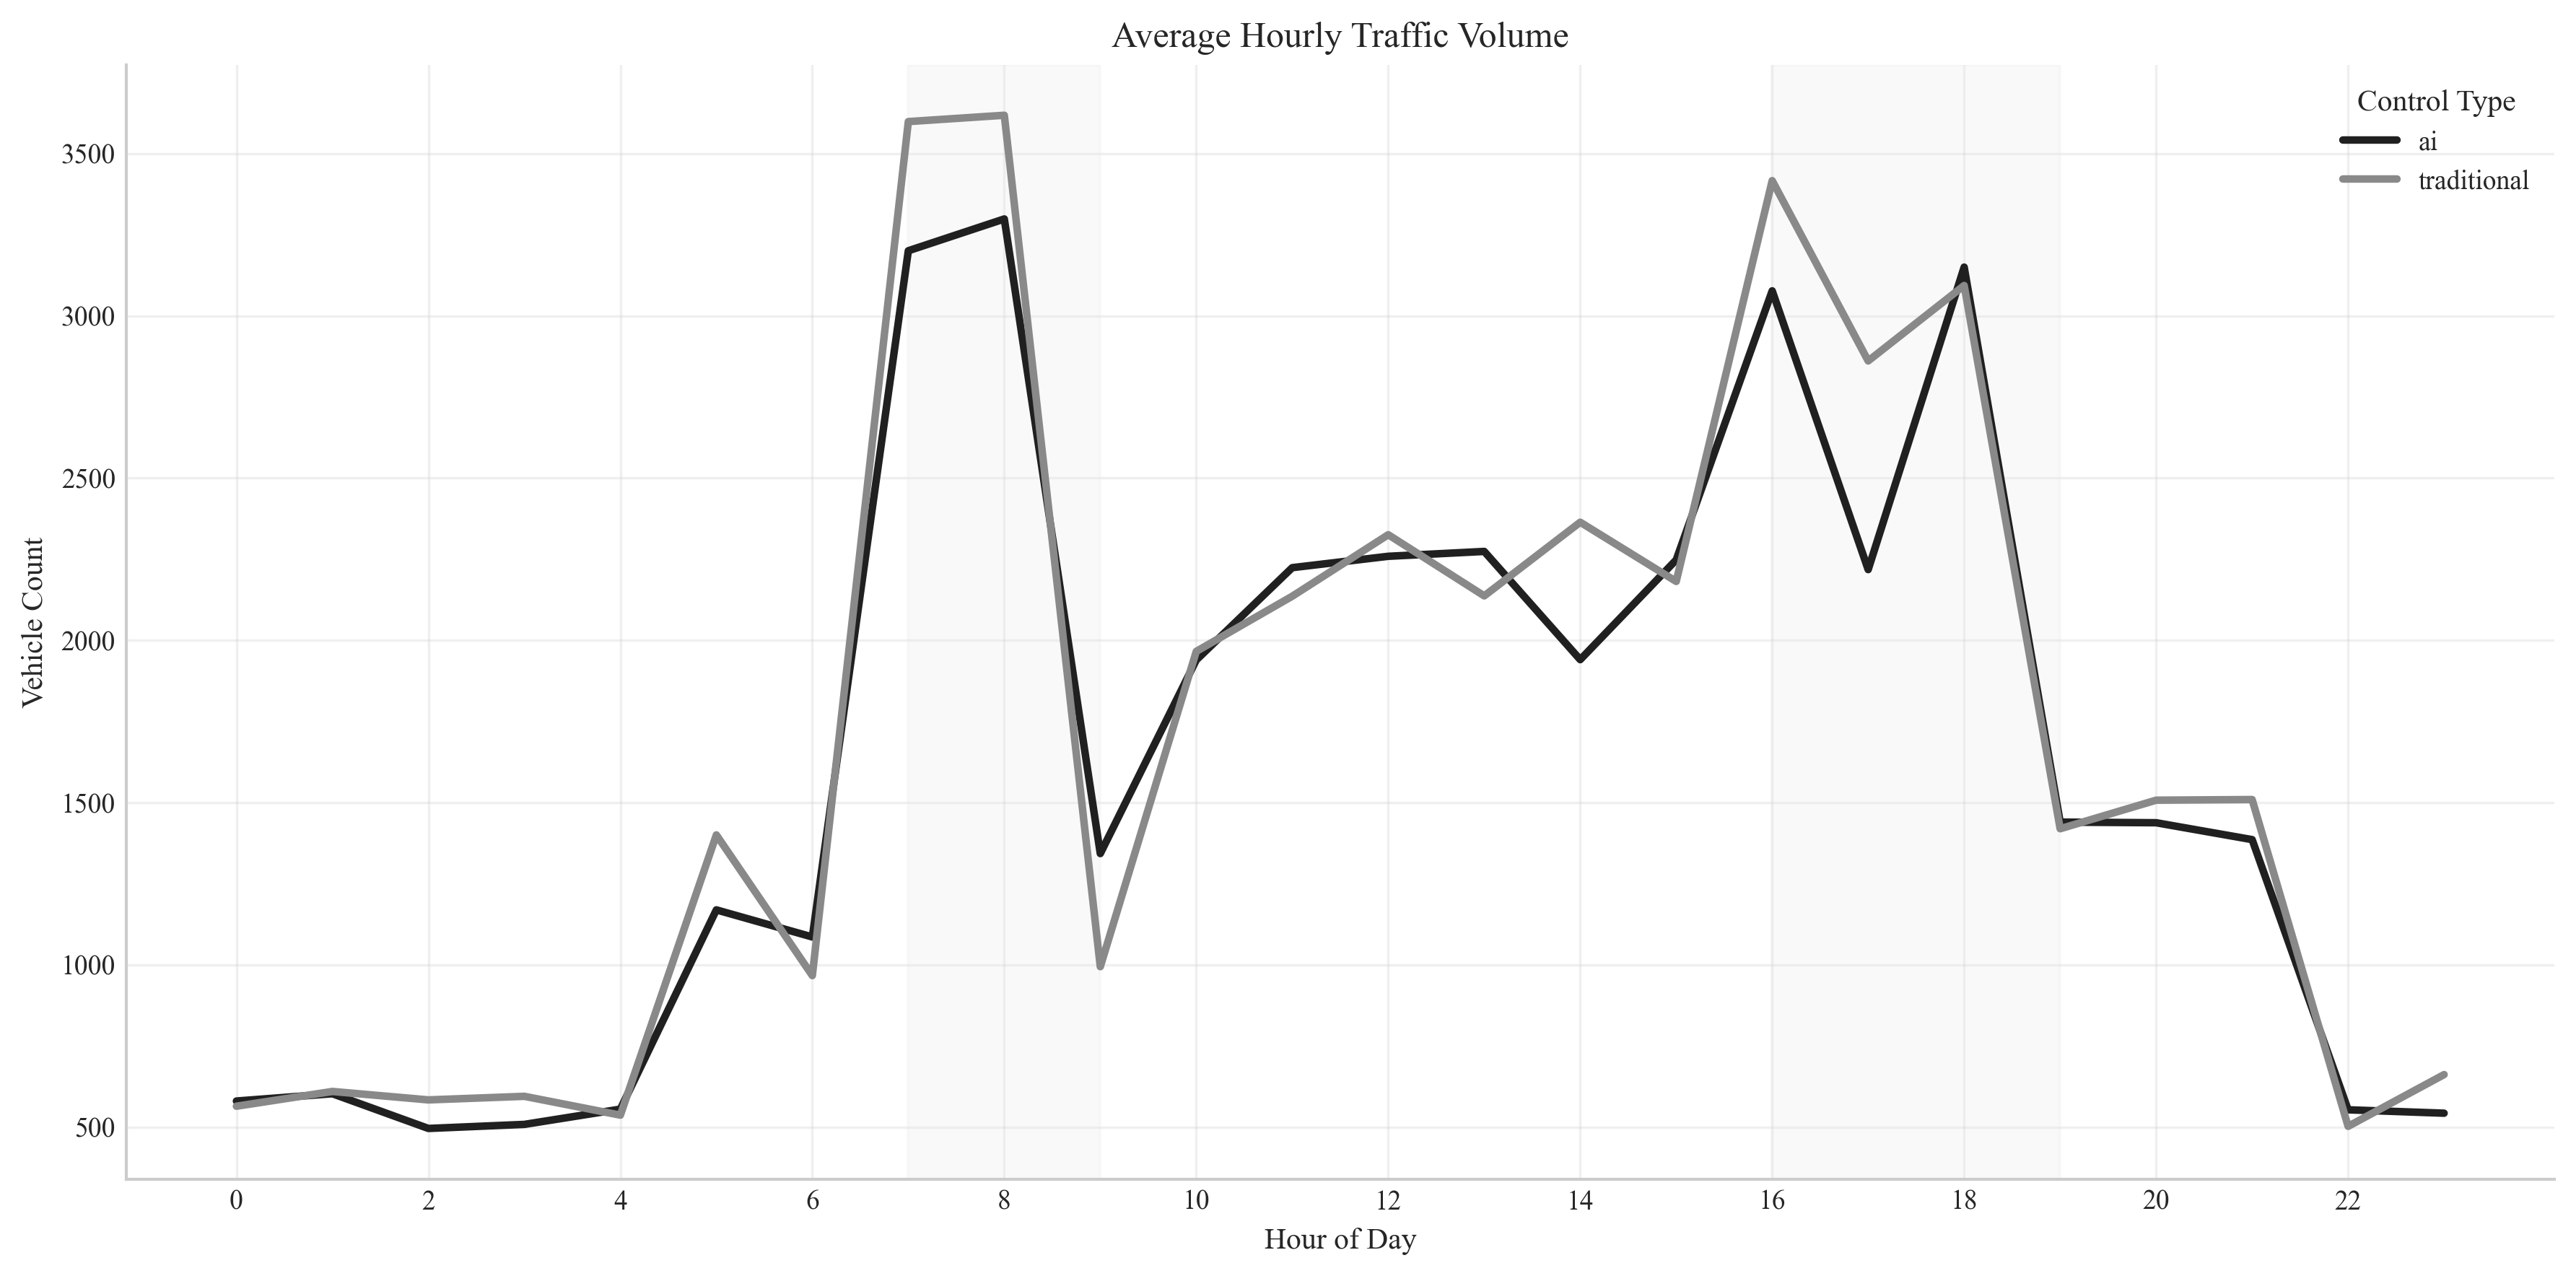 Average Hourly Traffic Volume
Control Type
ai
traditional
3500
3000
2500
2000
1500
1000
500
Vehicle Count
0 2 4 6 8 10 12 14 16 18 20 22
Hour of Day